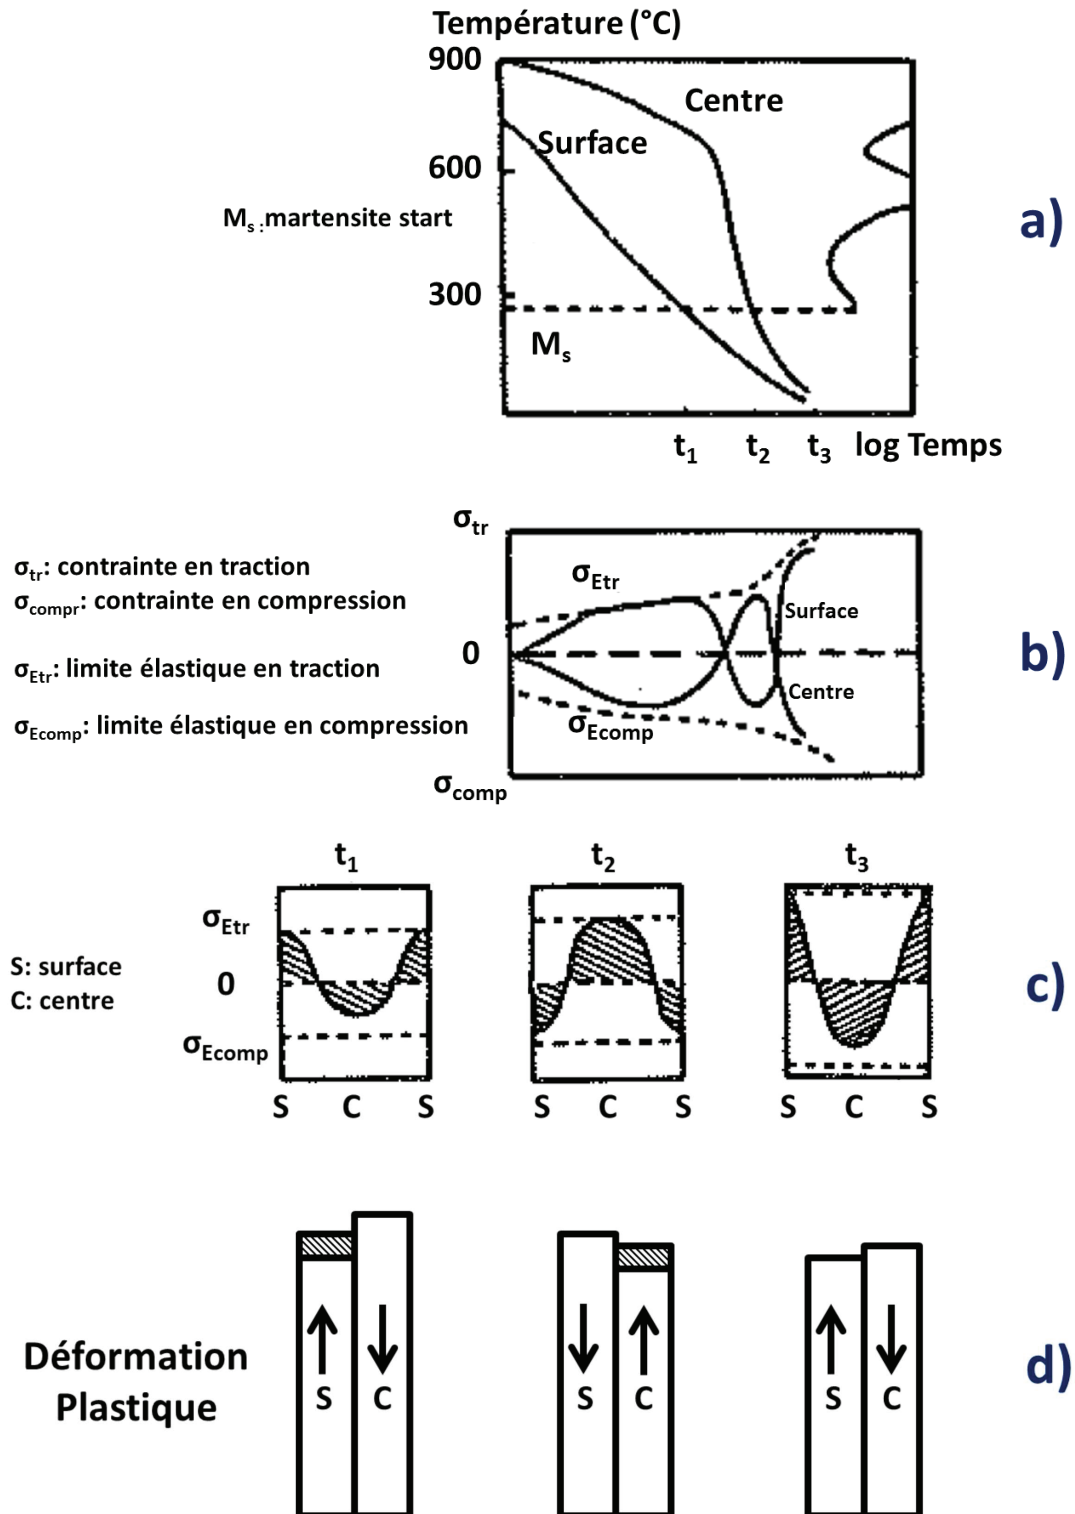 Température (°C)
900
Centre
Surface
600
Ms :martensite start
a)
300
Ms
t1 t2 t3 log Temps
σtr
σtr: contrainte en traction
σcompr: contrainte en compression
σEtr
Surface
0
b)
σEtr: limite élastique en traction
Centre
σEcomp: limite élastique en compression
σEcomp
σcomp
t1 t2 t3
σEtr
S: surface
C: centre
0
c)
σEcomp
S C S S C S S C S
Déformation
Plastique
d)
S C S C S C